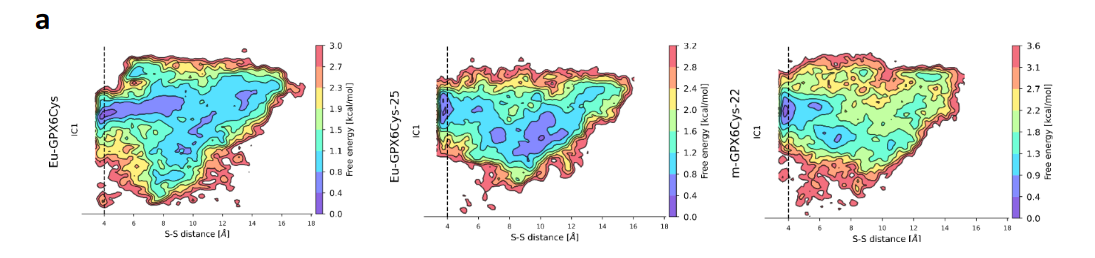 a
Eu-GPX6Cys
IC1
4 6 8 10 12 14 16 18
S-S distance [Å]
3.0
2.7
2.3
1.9
1.5
1.1
0.8
0.4
0.0
Free energy [kcal/mol]
Eu-GPX6Cys-25
IC1
4 6 8 10 12 14 16 18
S-S distance [Å]
3.2
2.8
2.4
2.0
1.6
1.2
0.8
0.4
0.0
Free energy [kcal/mol]
m-GPX6Cys-22
IC1
4 6 8 10 12 14 16 18
S-S distance [Å]
3.6
3.1
2.7
2.2
1.8
1.3
0.9
0.4
0.0
Free energy [kcal/mol]